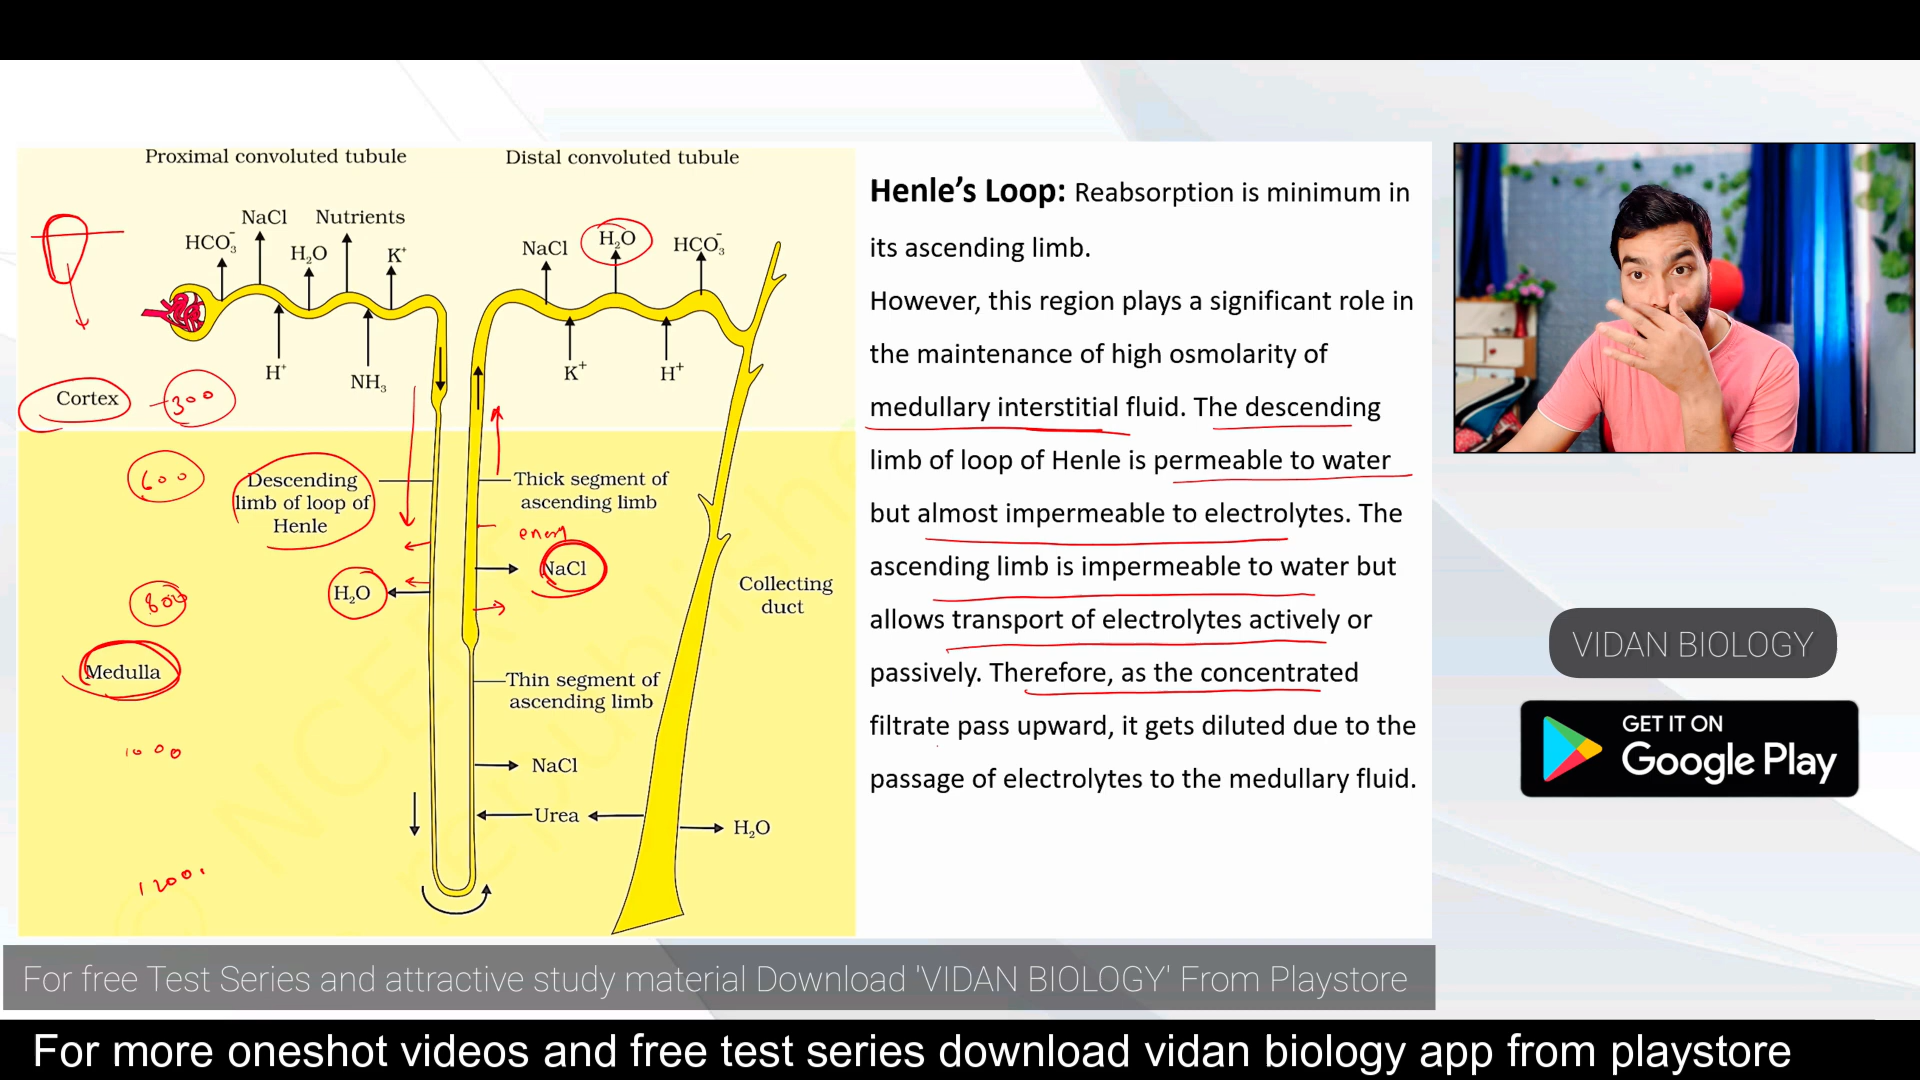 Proximal convoluted tubule
Distal convoluted tubule
HCO₃⁻
NaCl
H₂O
Nutrients
K⁺
NaCl
H₂O
HCO₃⁻
H⁺
NH₃
K⁺
H⁺
Cortex
300
600
Descending
limb of loop of
Henle
Thick segment of
ascending limb
energy
NaCl
H₂O
800
Collecting
duct
Medulla
Thin segment of
ascending limb
1000
NaCl
Urea
H₂O
1200
Henle's Loop: Reabsorption is minimum in
its ascending limb.
However, this region plays a significant role in
the maintenance of high osmolarity of
medullary interstitial fluid. The descending
limb of loop of Henle is permeable to water
but almost impermeable to electrolytes. The
ascending limb is impermeable to water but
allows transport of electrolytes actively or
passively. Therefore, as the concentrated
filtrate pass upward, it gets diluted due to the
passage of electrolytes to the medullary fluid.
VIDAN BIOLOGY
GET IT ON
Google Play
For free Test Series and attractive study material Download 'VIDAN BIOLOGY' From Playstore
For more oneshot videos and free test series download vidan biology app from playstore